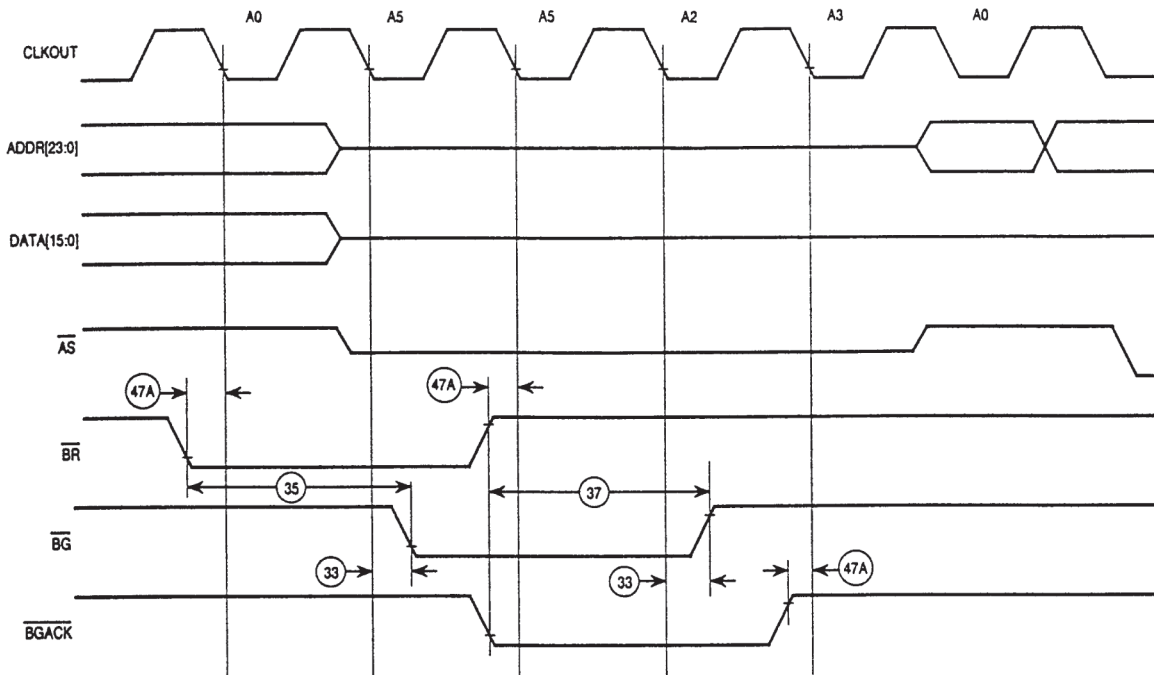 A0 A5 A5 A2 A3 A0
CLKOUT
ADDR[23:0]
DATA[15:0]
AS
47A 47A
BR
35 37
BG
33 33 47A
BGACK